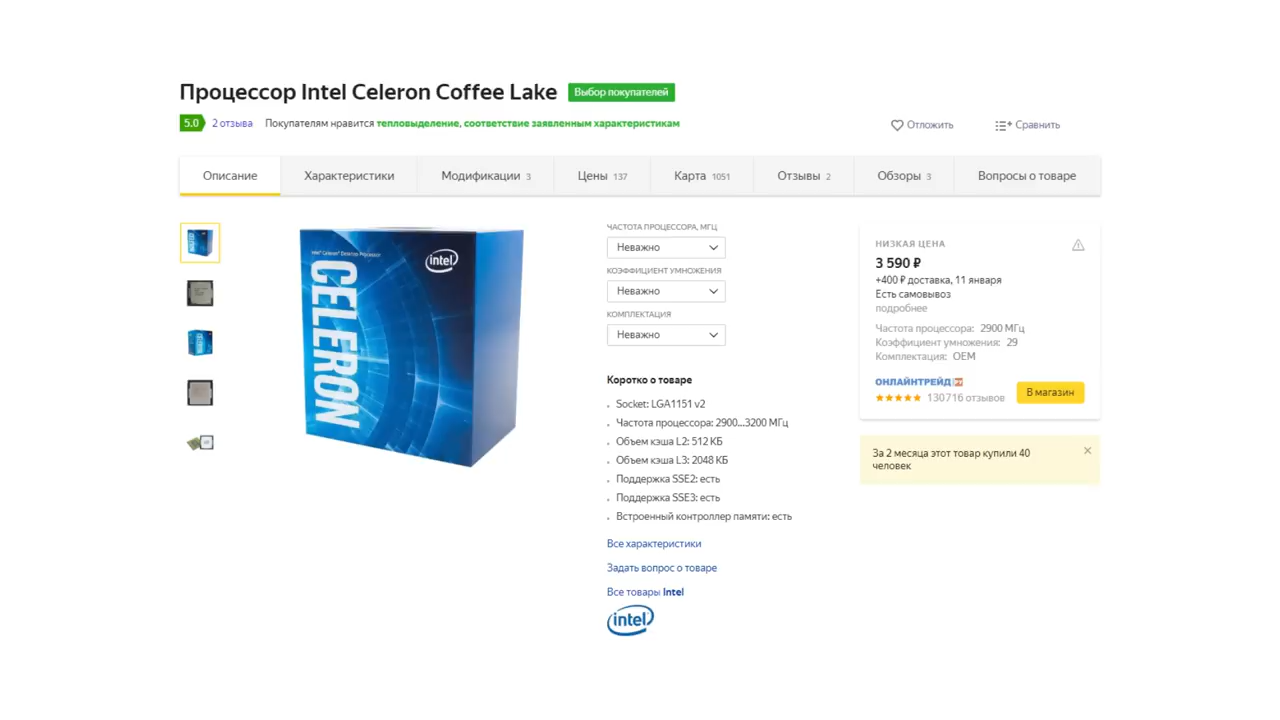 Процессор Intel Celeron Coffee Lake Выбор покупателей
5.0 2 отзыва Покупателям нравится тепловыделение, соответствие заявленным характеристикам
Отложить Сравнить
Описание Характеристики Модификации 3 Цены 137 Карта 1051 Отзывы 2 Обзоры 3 Вопросы о товаре
Intel® Celeron® Desktop Processor
intel
CELERON
ЧАСТОТА ПРОЦЕССОРА, МГЦ
Неважно
КОЭФФИЦИЕНТ УМНОЖЕНИЯ
Неважно
КОМПЛЕКТАЦИЯ
Неважно
Коротко о товаре
Socket: LGA1151 v2
Частота процессора: 2900...3200 МГц
Объем кэша L2: 512 КБ
Объем кэша L3: 2048 КБ
Поддержка SSE2: есть
Поддержка SSE3: есть
Встроенный контроллер памяти: есть
Все характеристики
Задать вопрос о товаре
Все товары Intel
intel
НИЗКАЯ ЦЕНА
3 590 ₽
+400 ₽ доставка, 11 января
Есть самовывоз
подробнее
Частота процессора: 2900 МГц
Коэффициент умножения: 29
Комплектация: OEM
ОНЛАЙНТРЕЙД
130716 отзывов
В магазин
За 2 месяца этот товар купили 40
человек